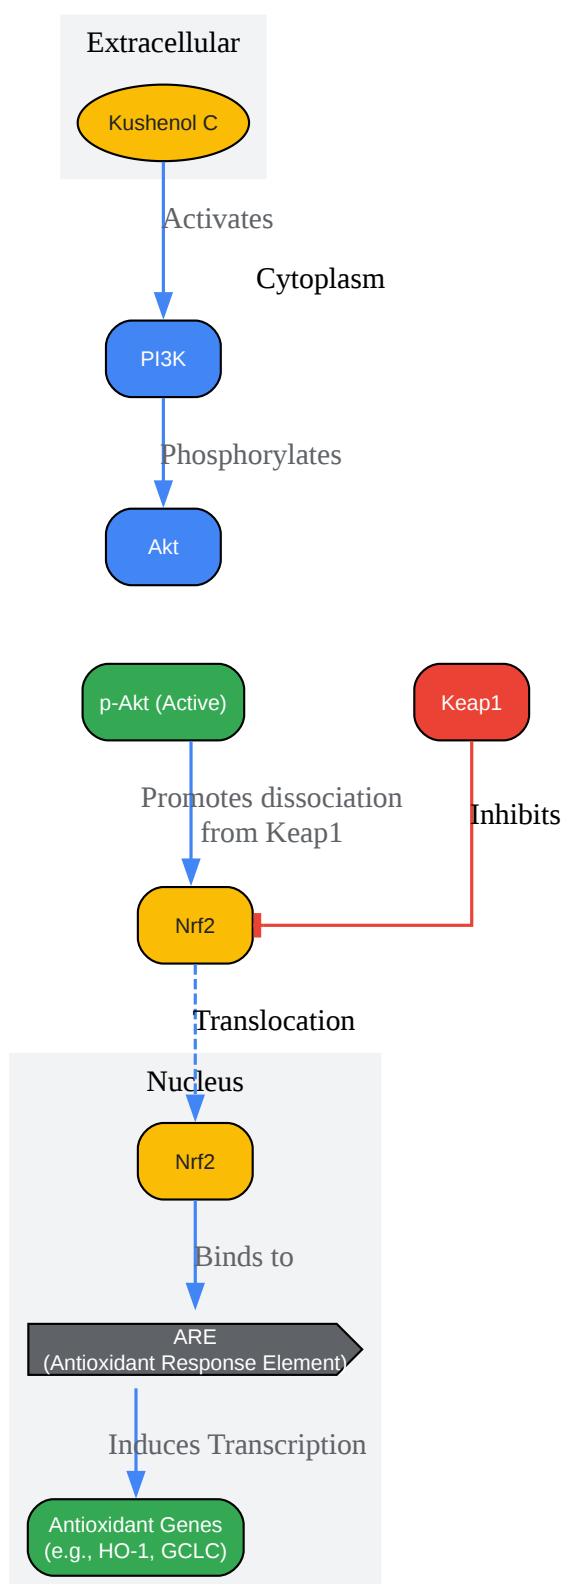 Extracellular
Kushenol C
Activates
Cytoplasm
PI3K
Phosphorylates
Akt
p-Akt (Active)
Keap1
Promotes dissociation
from Keap1
Inhibits
Nrf2
Translocation
Nucleus
Nrf2
Binds to
ARE
(Antioxidant Response Element)
Induces Transcription
Antioxidant Genes
(e.g., HO-1, GCLC)